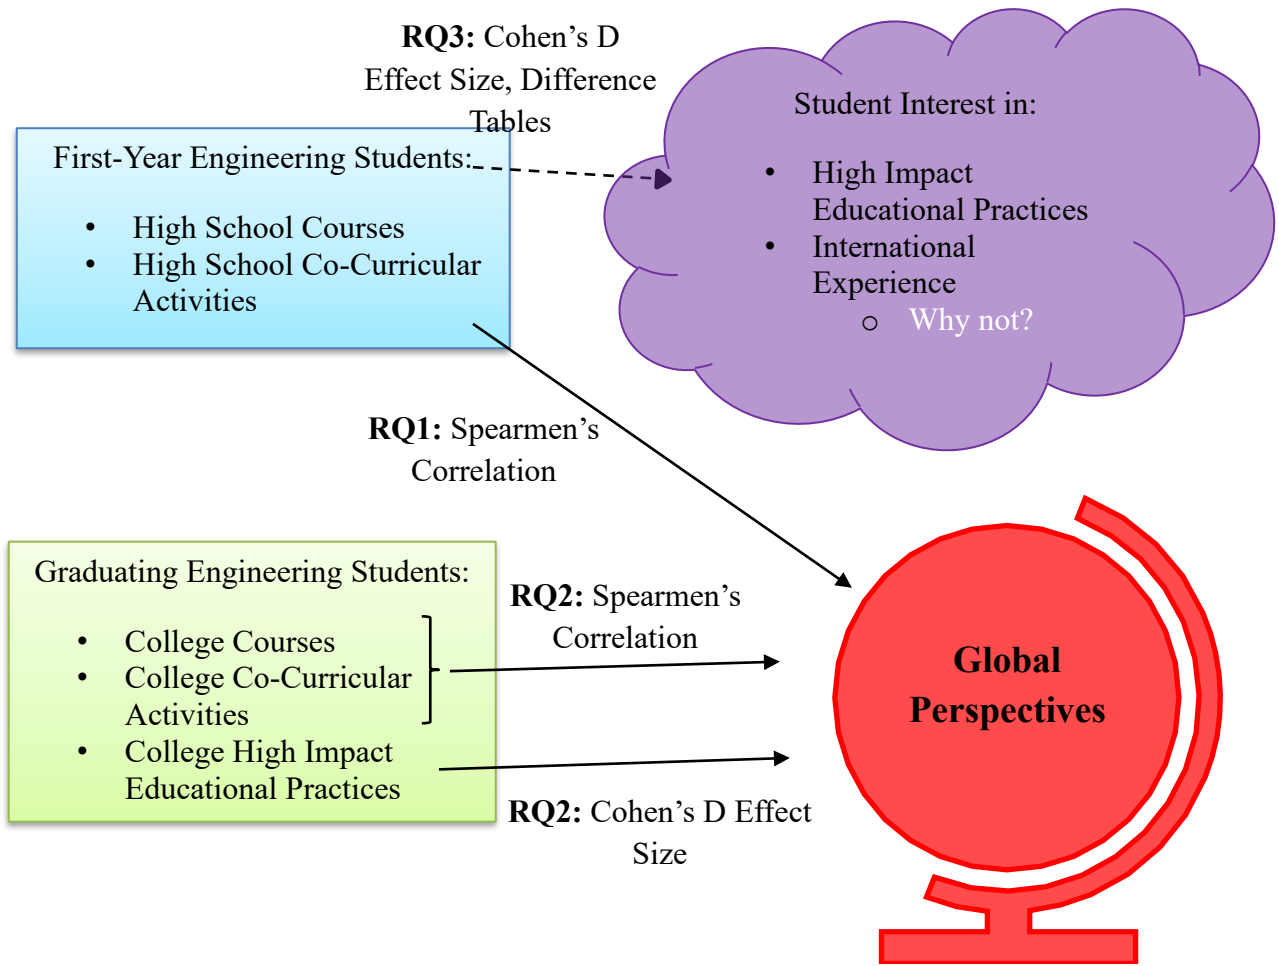 RQ3: Cohen’s D
Effect Size, Difference
Tables
First-Year Engineering Students:
• High School Courses
• High School Co-Curricular
Activities
Student Interest in:
• High Impact
Educational Practices
• International
Experience
o Why not?
RQ1: Spearmen’s
Correlation
Graduating Engineering Students:
• College Courses
• College Co-Curricular
Activities
• College High Impact
Educational Practices
RQ2: Spearmen’s
Correlation
RQ2: Cohen’s D Effect
Size
Global
Perspectives